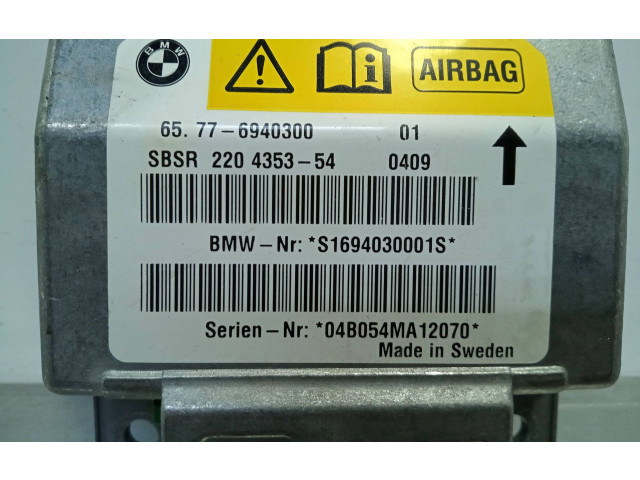 BMW
AIRBAG
65. 77-6940300 01
SBSR 220 4353-54 0409
BMW-Nr: *S1694030001S*
Serien-Nr: *04B054MA12070*
Made in Sweden